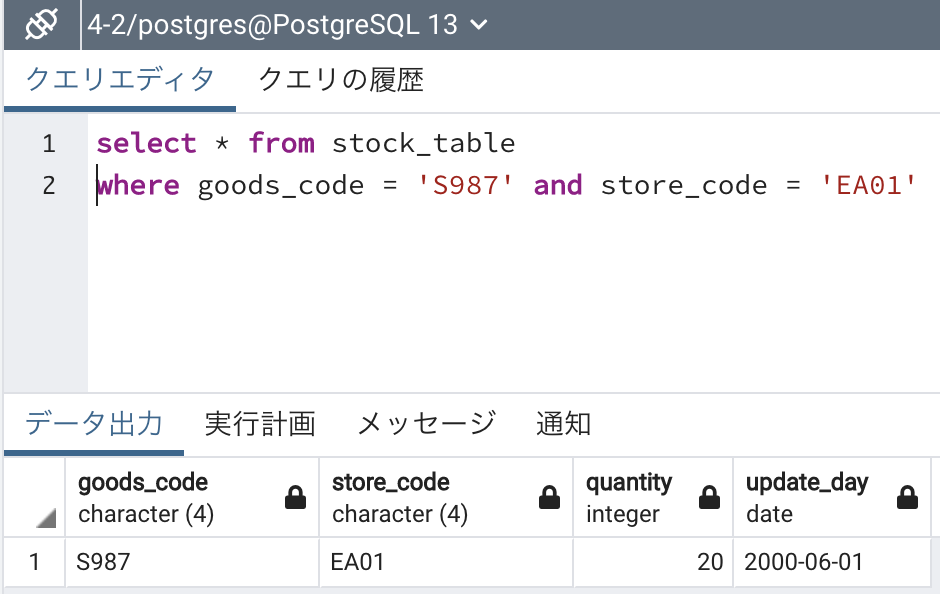 4-2/postgres@PostgreSQL 13
クエリエディタ クエリの履歴
1 select * from stock_table
2 where goods_code = 'S987' and store_code = 'EA01'
データ出力 実行計画 メッセージ 通知
goods_code store_code quantity update_day
character (4) character (4) integer date
1 S987 EA01 20 2000-06-01